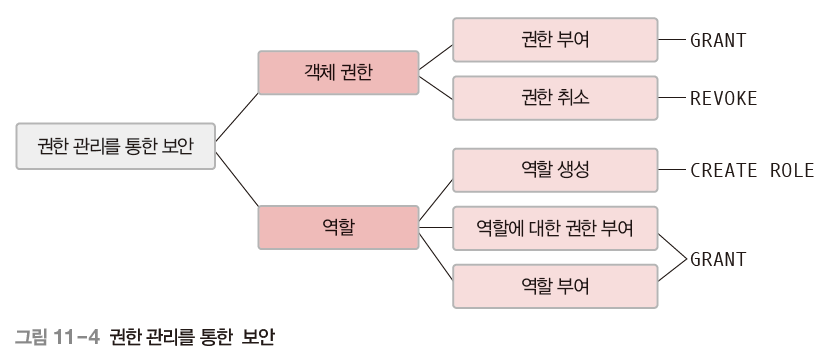 권한 부여
GRANT
객체 권한
권한 취소
REVOKE
권한 관리를 통한 보안
역할 생성
CREATE ROLE
역할
역할에 대한 권한 부여
GRANT
역할 부여
그림 11-4 권한 관리를 통한 보안